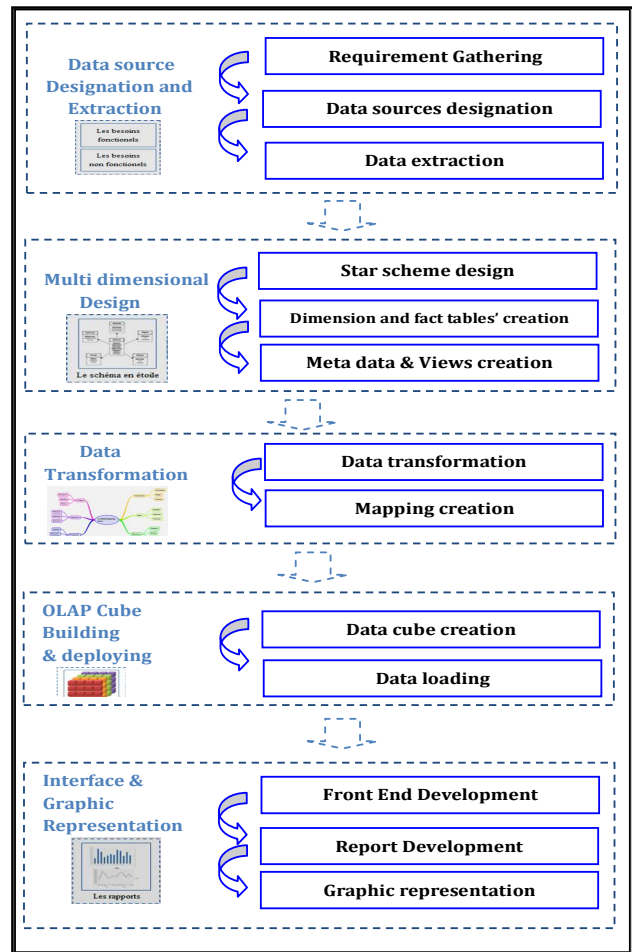 Data source
Designation and
Extraction
Les besoins
fonctionels
Les besoins
non fonctionels
Requirement Gathering
Data sources designation
Data extraction
Multi dimensional
Design
Le schéma en étoile
Star scheme design
Dimension and fact tables’ creation
Meta data & Views creation
Data
Transformation
Data transformation
Mapping creation
OLAP Cube
Building
& deploying
Data cube creation
Data loading
Interface &
Graphic
Representation
Les rapports
Front End Development
Report Development
Graphic representation